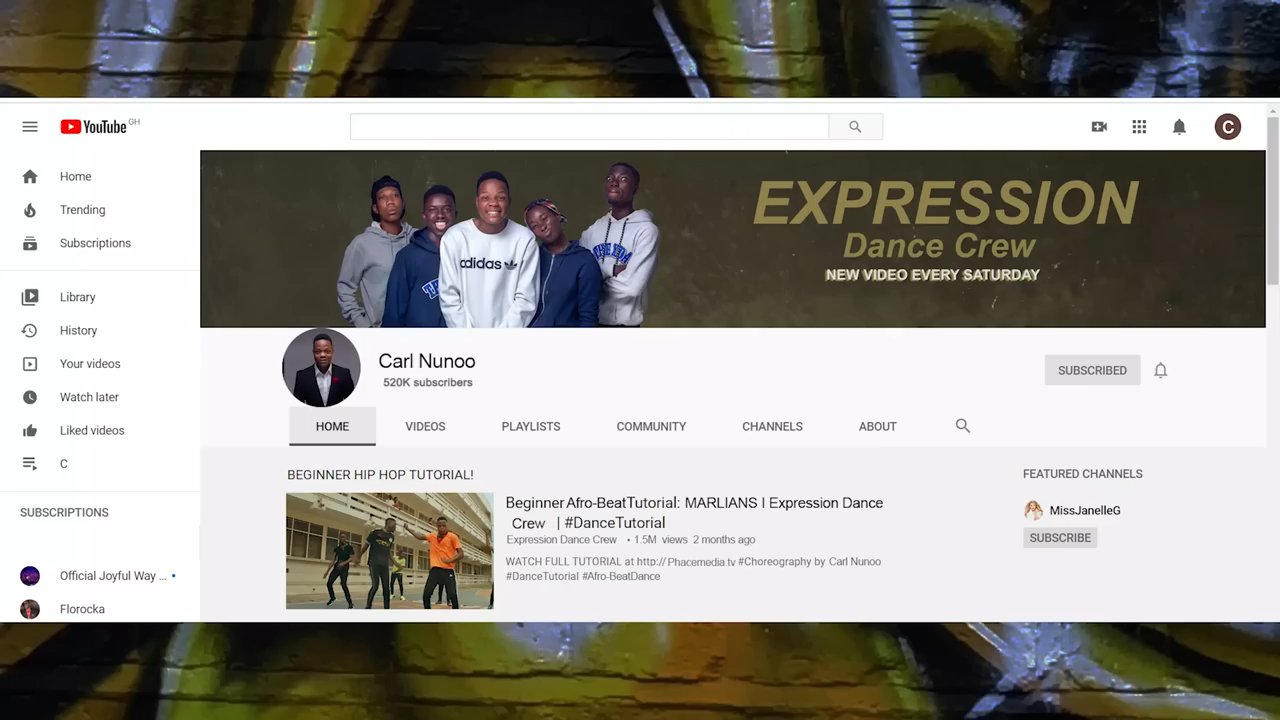 YouTube GH
C
Home
Trending
Subscriptions
Library
History
Your videos
Watch later
Liked videos
C
SUBSCRIPTIONS
Official Joyful Way ...
Florocka
adidas
EXPRESSION
Dance Crew
NEW VIDEO EVERY SATURDAY
Carl Nunoo
520K subscribers
SUBSCRIBED
HOME VIDEOS PLAYLISTS COMMUNITY CHANNELS ABOUT
BEGINNER HIP HOP TUTORIAL!
Beginner Afro-BeatTutorial: MARLIANS I Expression Dance
Crew | #DanceTutorial
Expression Dance Crew • 1.5M views 2 months ago
WATCH FULL TUTORIAL at http://Phacemedia.tv #Choreography by Carl Nunoo
#DanceTutorial #Afro-BeatDance
FEATURED CHANNELS
MissJanelleG
SUBSCRIBE